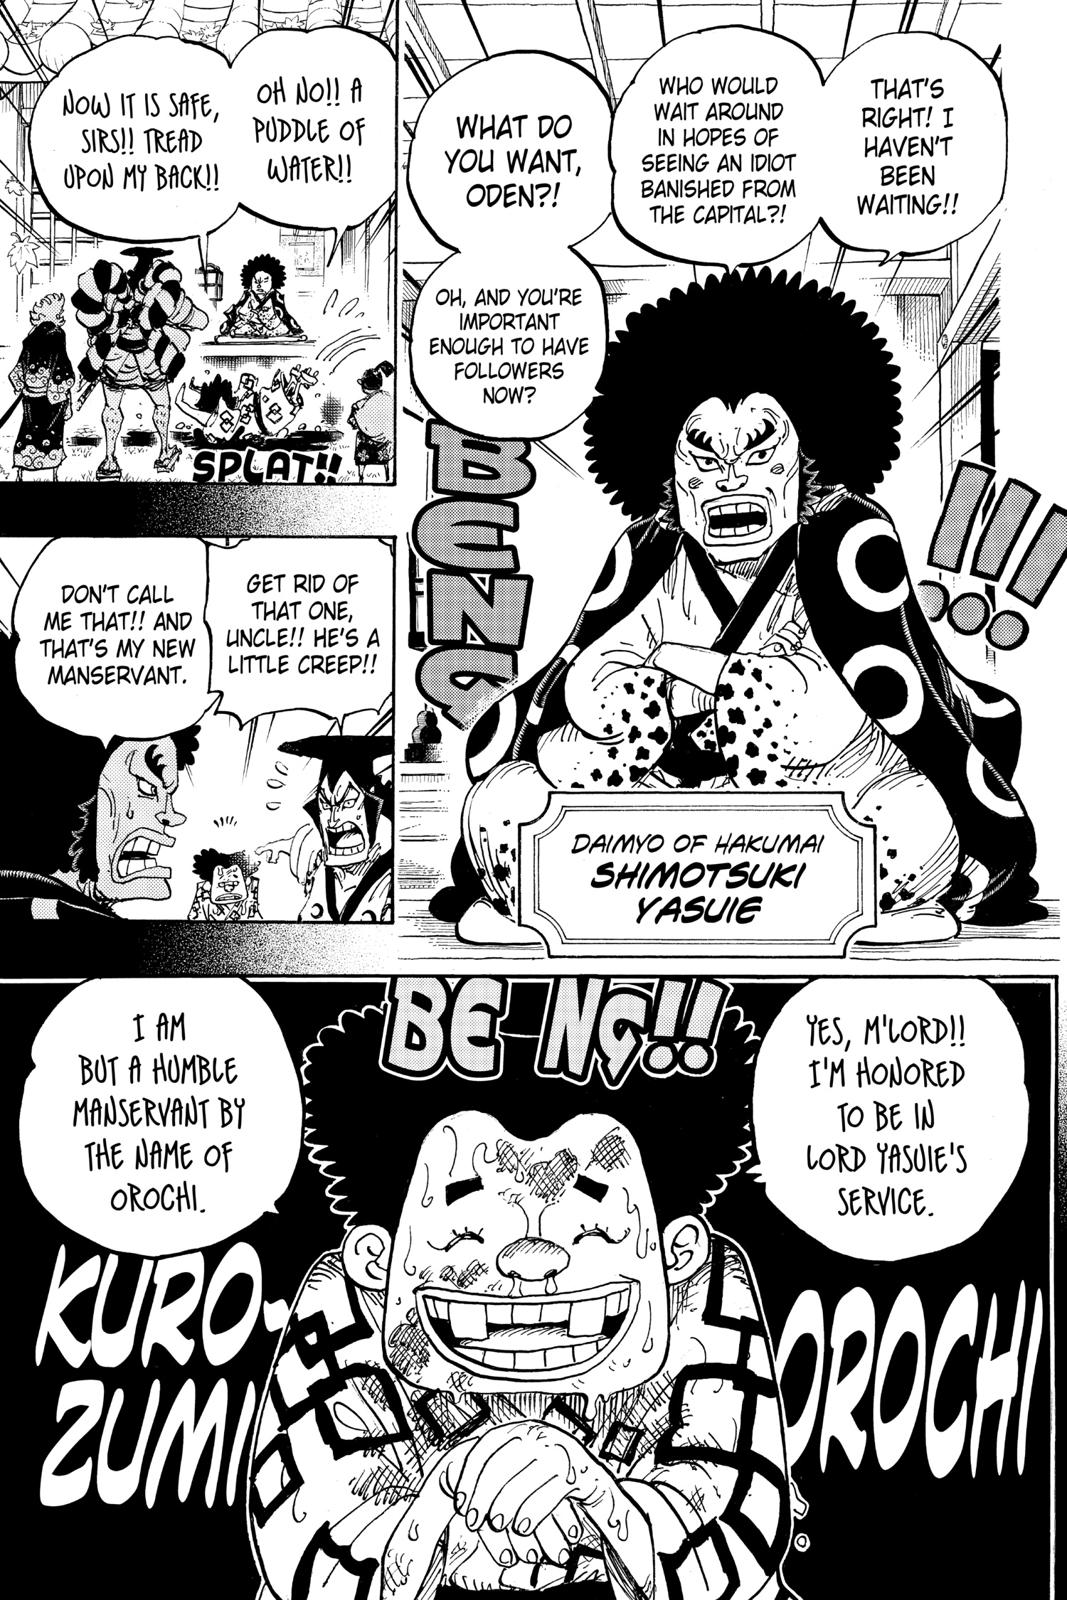 THAT'S
RIGHT! I
HAVEN'T
BEEN
WAITING!!
WHO WOULD
WAIT AROUND
IN HOPES OF
SEEING AN IDIOT
BANISHED FROM
THE CAPITAL?!
WHAT DO
YOU WANT,
ODEN?!
OH, AND YOU'RE
IMPORTANT
ENOUGH TO HAVE
FOLLOWERS
NOW?
BENG
!!!
DAIMYO OF HAKUMAI
SHIMOTSUKI
YASUIE
OH NO!! A
PUDDLE OF
WATER!!
NOW IT IS SAFE,
SIRS!! TREAD
UPON MY BACK!!
SPLAT!!
GET RID OF
THAT ONE,
UNCLE!! HE'S A
LITTLE CREEP!!
DON'T CALL
ME THAT!! AND
THAT'S MY NEW
MANSERVANT.
BENG!!
YES, M'LORD!!
I'M HONORED
TO BE IN
LORD YASUIE'S
SERVICE.
I AM
BUT A HUMBLE
MANSERVANT BY
THE NAME OF
OROCHI.
KURO-
ZUMI
OROCHI